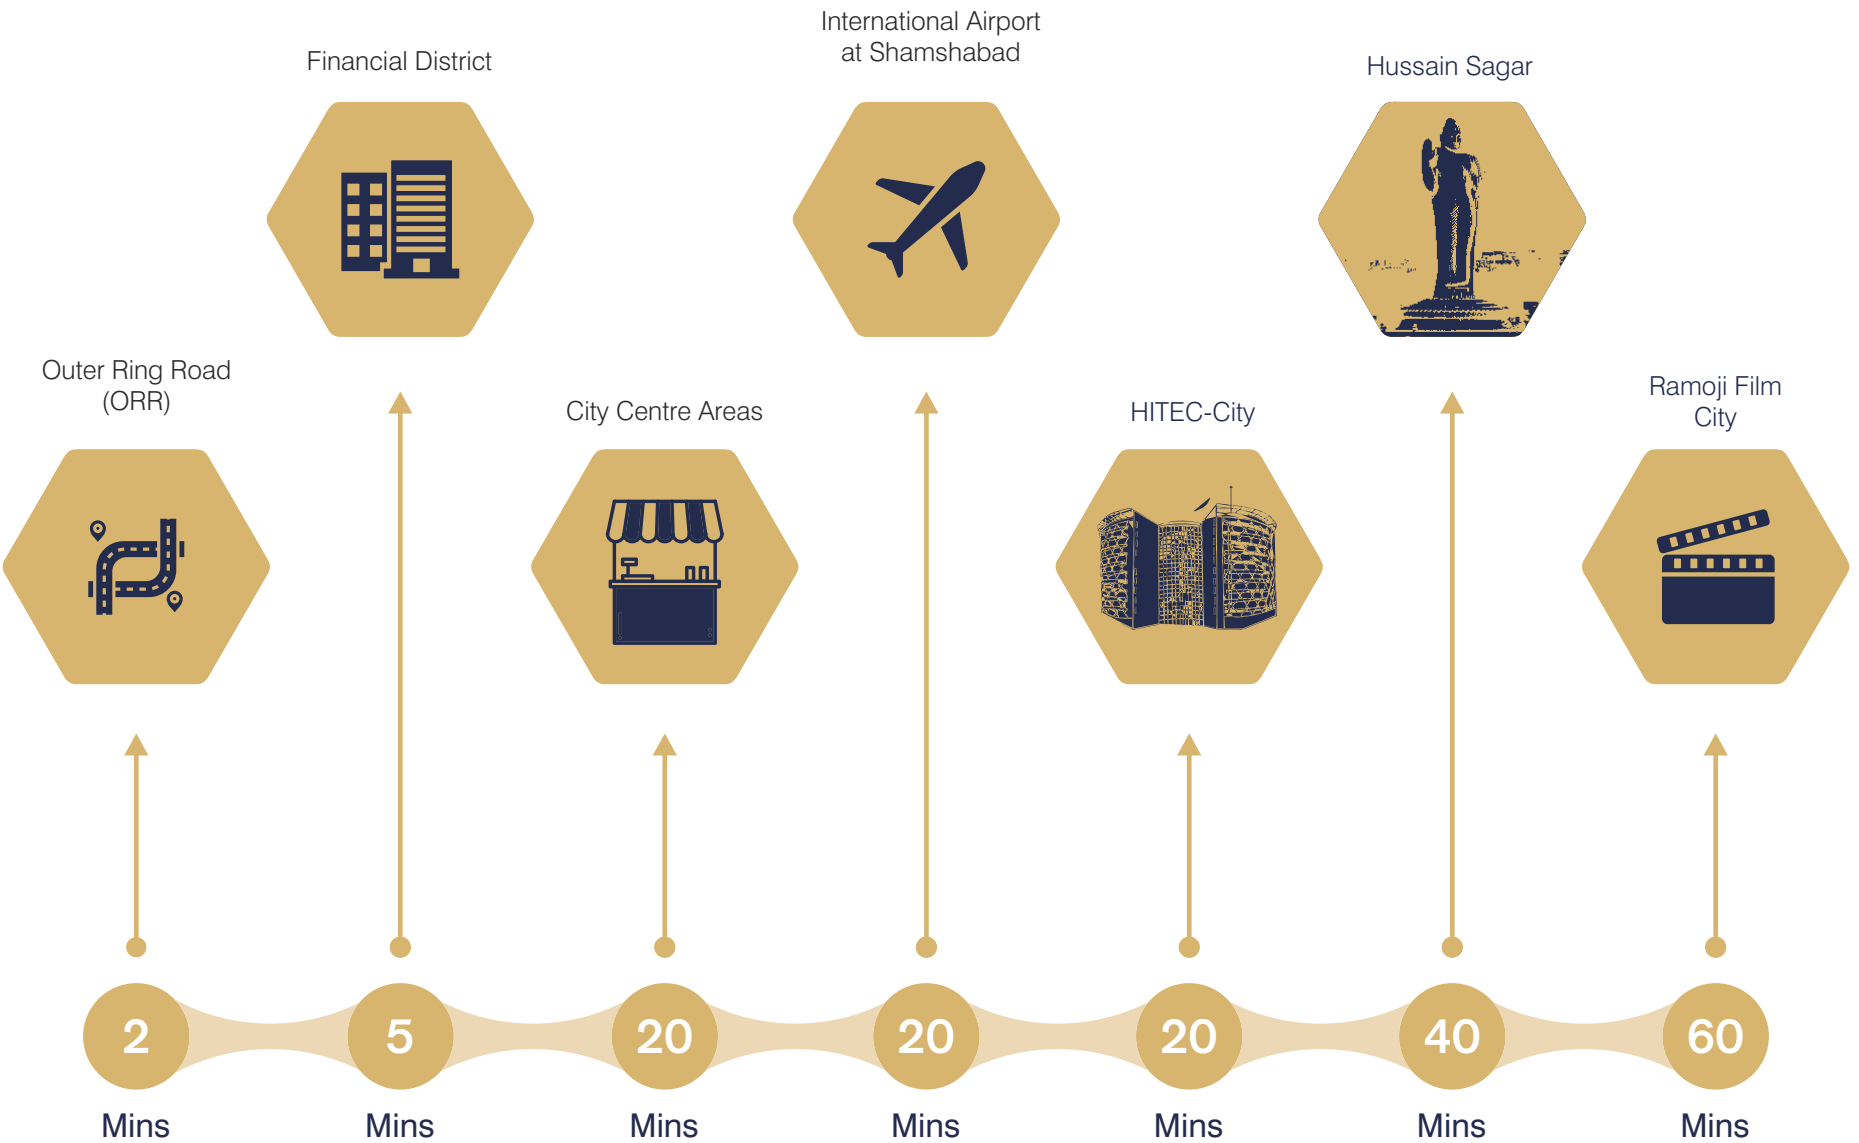 Outer Ring Road
(ORR)
Financial District
City Centre Areas
International Airport
at Shamshabad
HITEC-City
Hussain Sagar
Ramoji Film
City
2
5
20
20
20
40
60
Mins
Mins
Mins
Mins
Mins
Mins
Mins